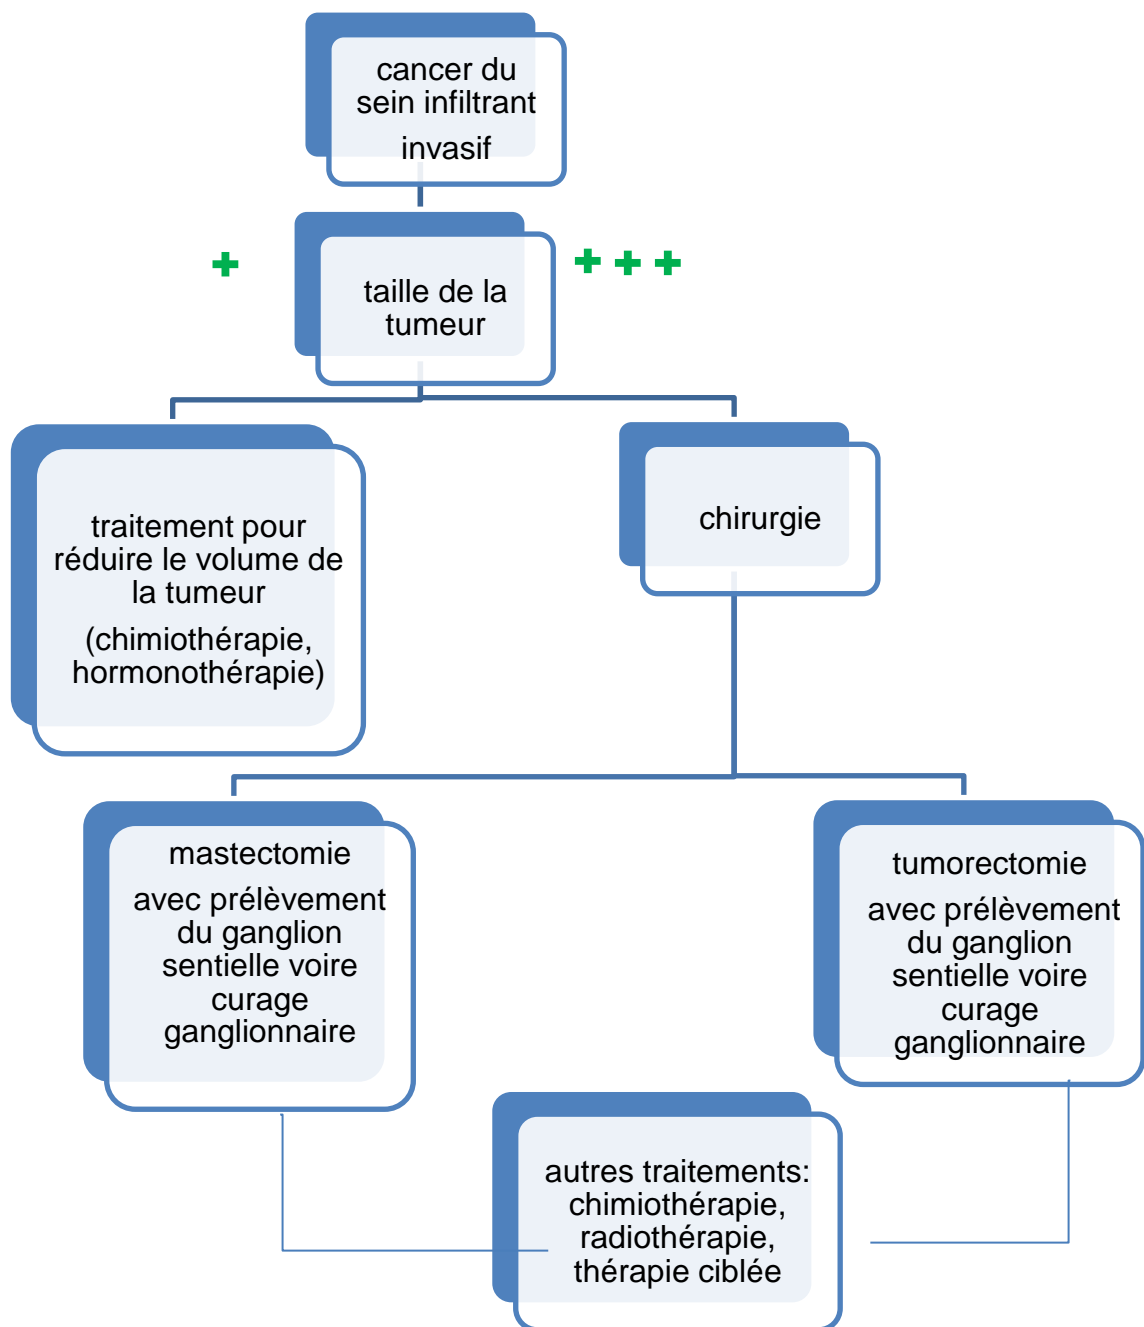 cancer du
sein infiltrant
invasif
+
+ + +
taille de la
tumeur
traitement pour
réduire le volume de
la tumeur
(chimiothérapie,
hormonothérapie)
chirurgie
mastectomie
avec prélèvement
du ganglion
sentielle voire
curage
ganglionnaire
tumorectomie
avec prélèvement
du ganglion
sentielle voire
curage
ganglionnaire
autres traitements:
chimiothérapie,
radiothérapie,
thérapie ciblée